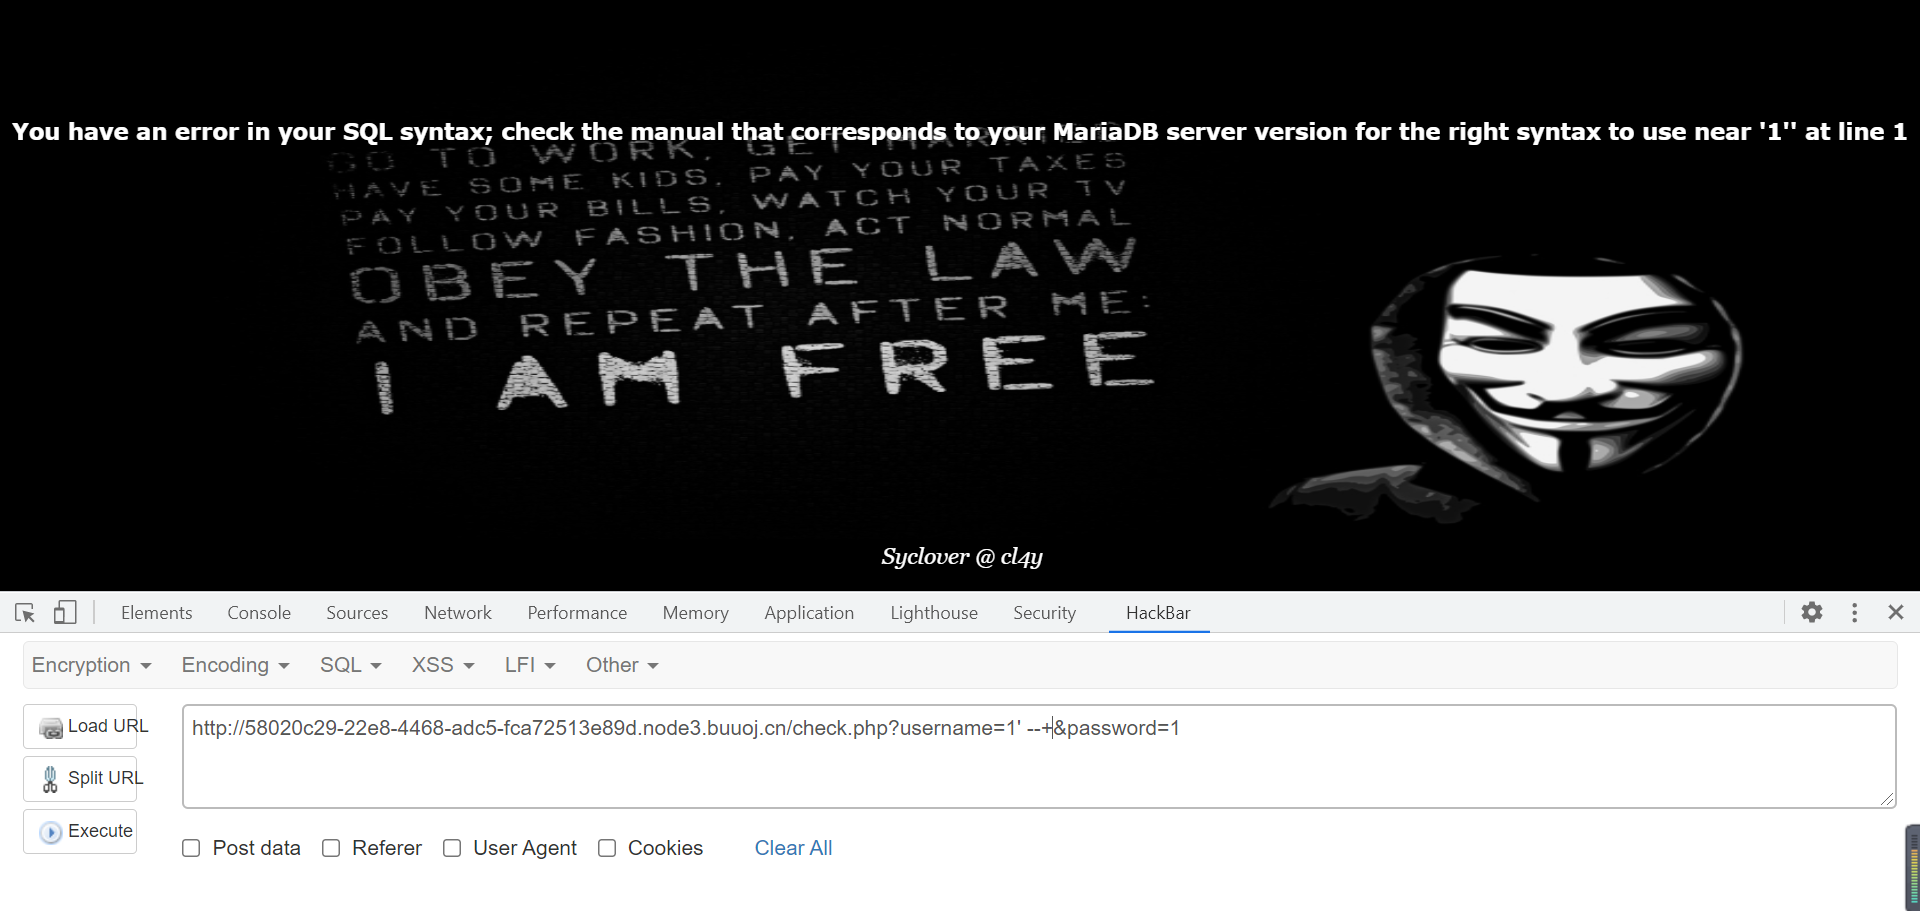 You have an error in your SQL syntax; check the manual that corresponds to your MariaDB server version for the right syntax to use near '1'' at line 1
GO TO WORK, GET MARRIED
HAVE SOME KIDS, PAY YOUR TAXES
PAY YOUR BILLS, WATCH YOUR TV
FOLLOW FASHION, ACT NORMAL
OBEY THE LAW
AND REPEAT AFTER ME:
I AM FREE
Syclover @ cl4y
Elements Console Sources Network Performance Memory Application Lighthouse Security HackBar
Encryption Encoding SQL XSS LFI Other
Load URL
http://58020c29-22e8-4468-adc5-fca72513e89d.node3.buuoj.cn/check.php?username=1' --+&password=1
Split URL
Execute
Post data Referer User Agent Cookies Clear All